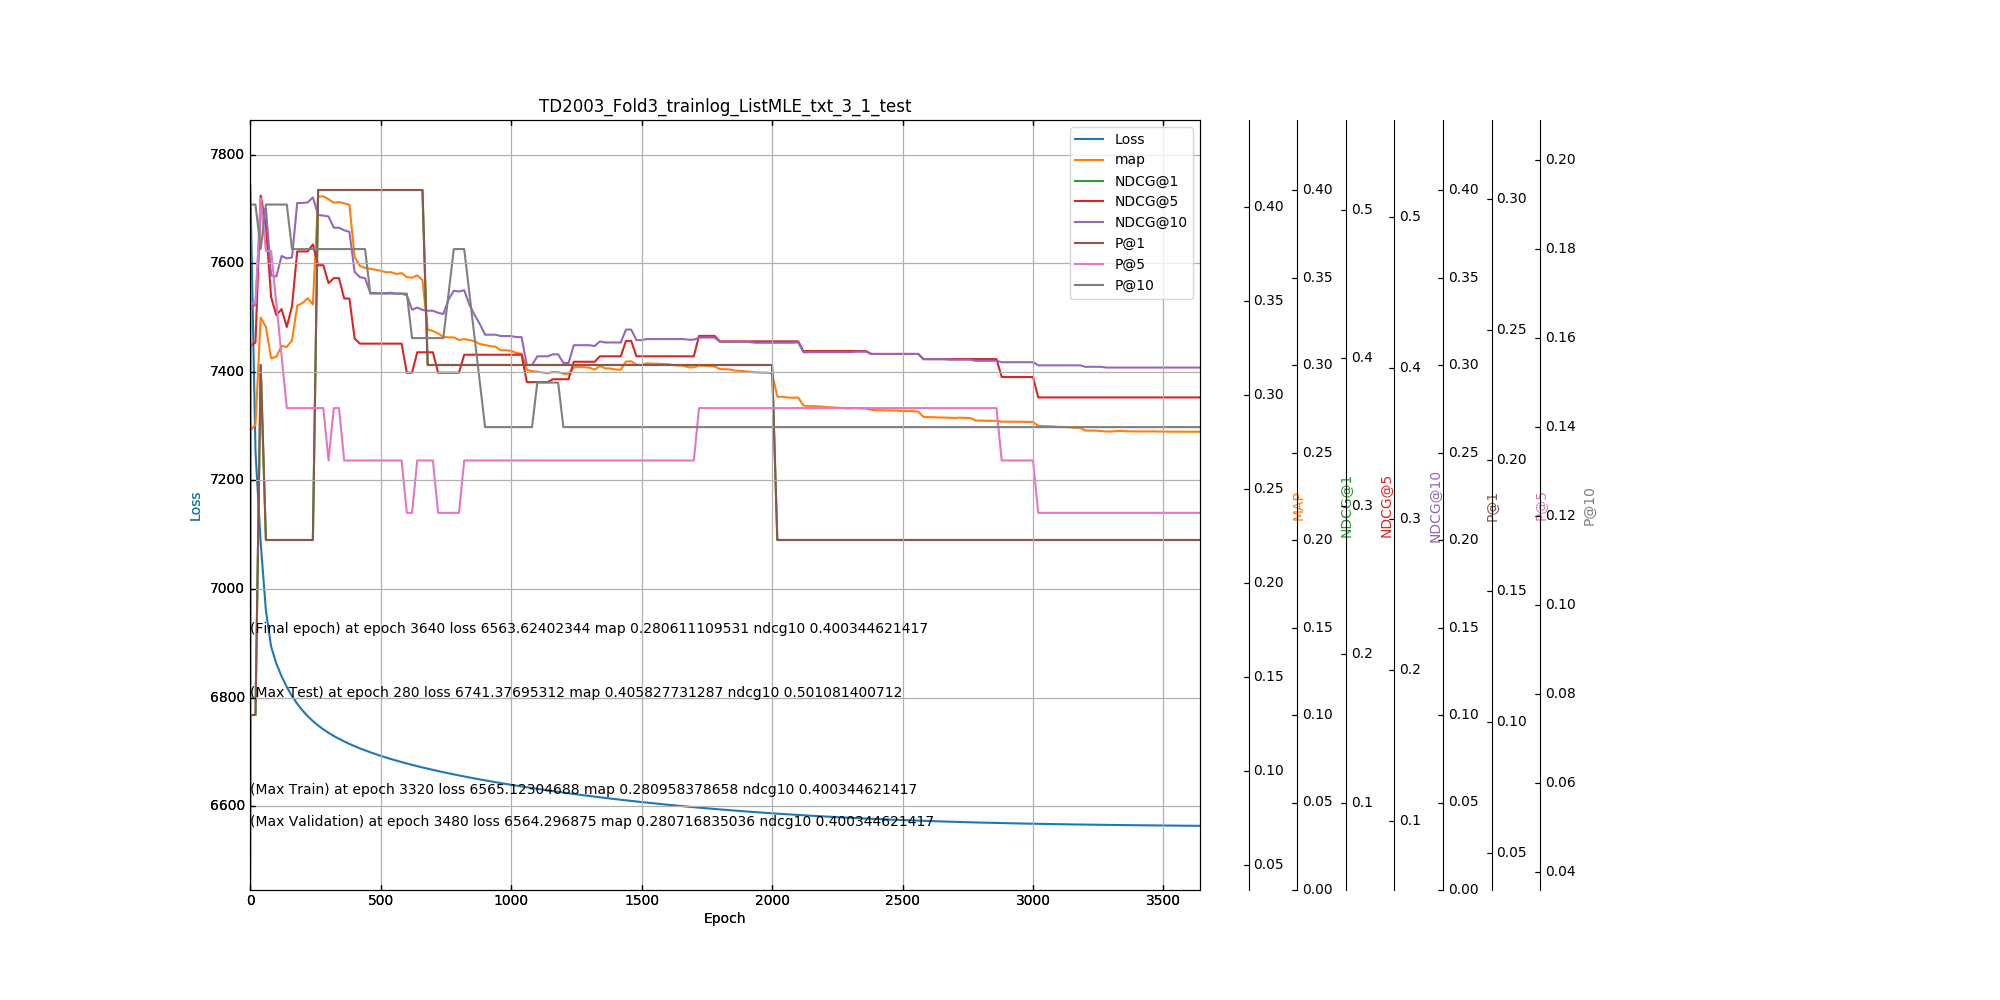 TD2003_Fold3_trainlog_ListMLE_txt_3_1_test
Loss
map
NDCG@1
NDCG@5
NDCG@10
P@1
P@5
P@10
7800
7600
7400
7200
7000
6800
6600
Loss
(Final epoch) at epoch 3640 loss 6563.62402344 map 0.280611109531 ndcg10 0.400344621417
(Max Test) at epoch 280 loss 6741.37695312 map 0.405827731287 ndcg10 0.501081400712
(Max Train) at epoch 3320 loss 6565.12304688 map 0.280958378658 ndcg10 0.400344621417
(Max Validation) at epoch 3480 loss 6564.296875 map 0.280716835036 ndcg10 0.400344621417
0 500 1000 1500 2000 2500 3000 3500
Epoch
0.40
0.35
0.30
0.25
0.20
0.15
0.10
0.05
MAP
0.40
0.35
0.30
0.25
0.20
0.15
0.10
0.05
0.00
NDCG@1
0.5
0.4
0.3
0.2
0.1
NDCG@5
0.5
0.4
0.3
0.2
0.1
NDCG@10
0.40
0.35
0.30
0.25
0.20
0.15
0.10
0.05
0.00
P@1
0.30
0.25
0.20
0.15
0.10
0.05
P@5
0.20
0.18
0.16
0.14
0.12
0.10
0.08
0.06
0.04
P@10